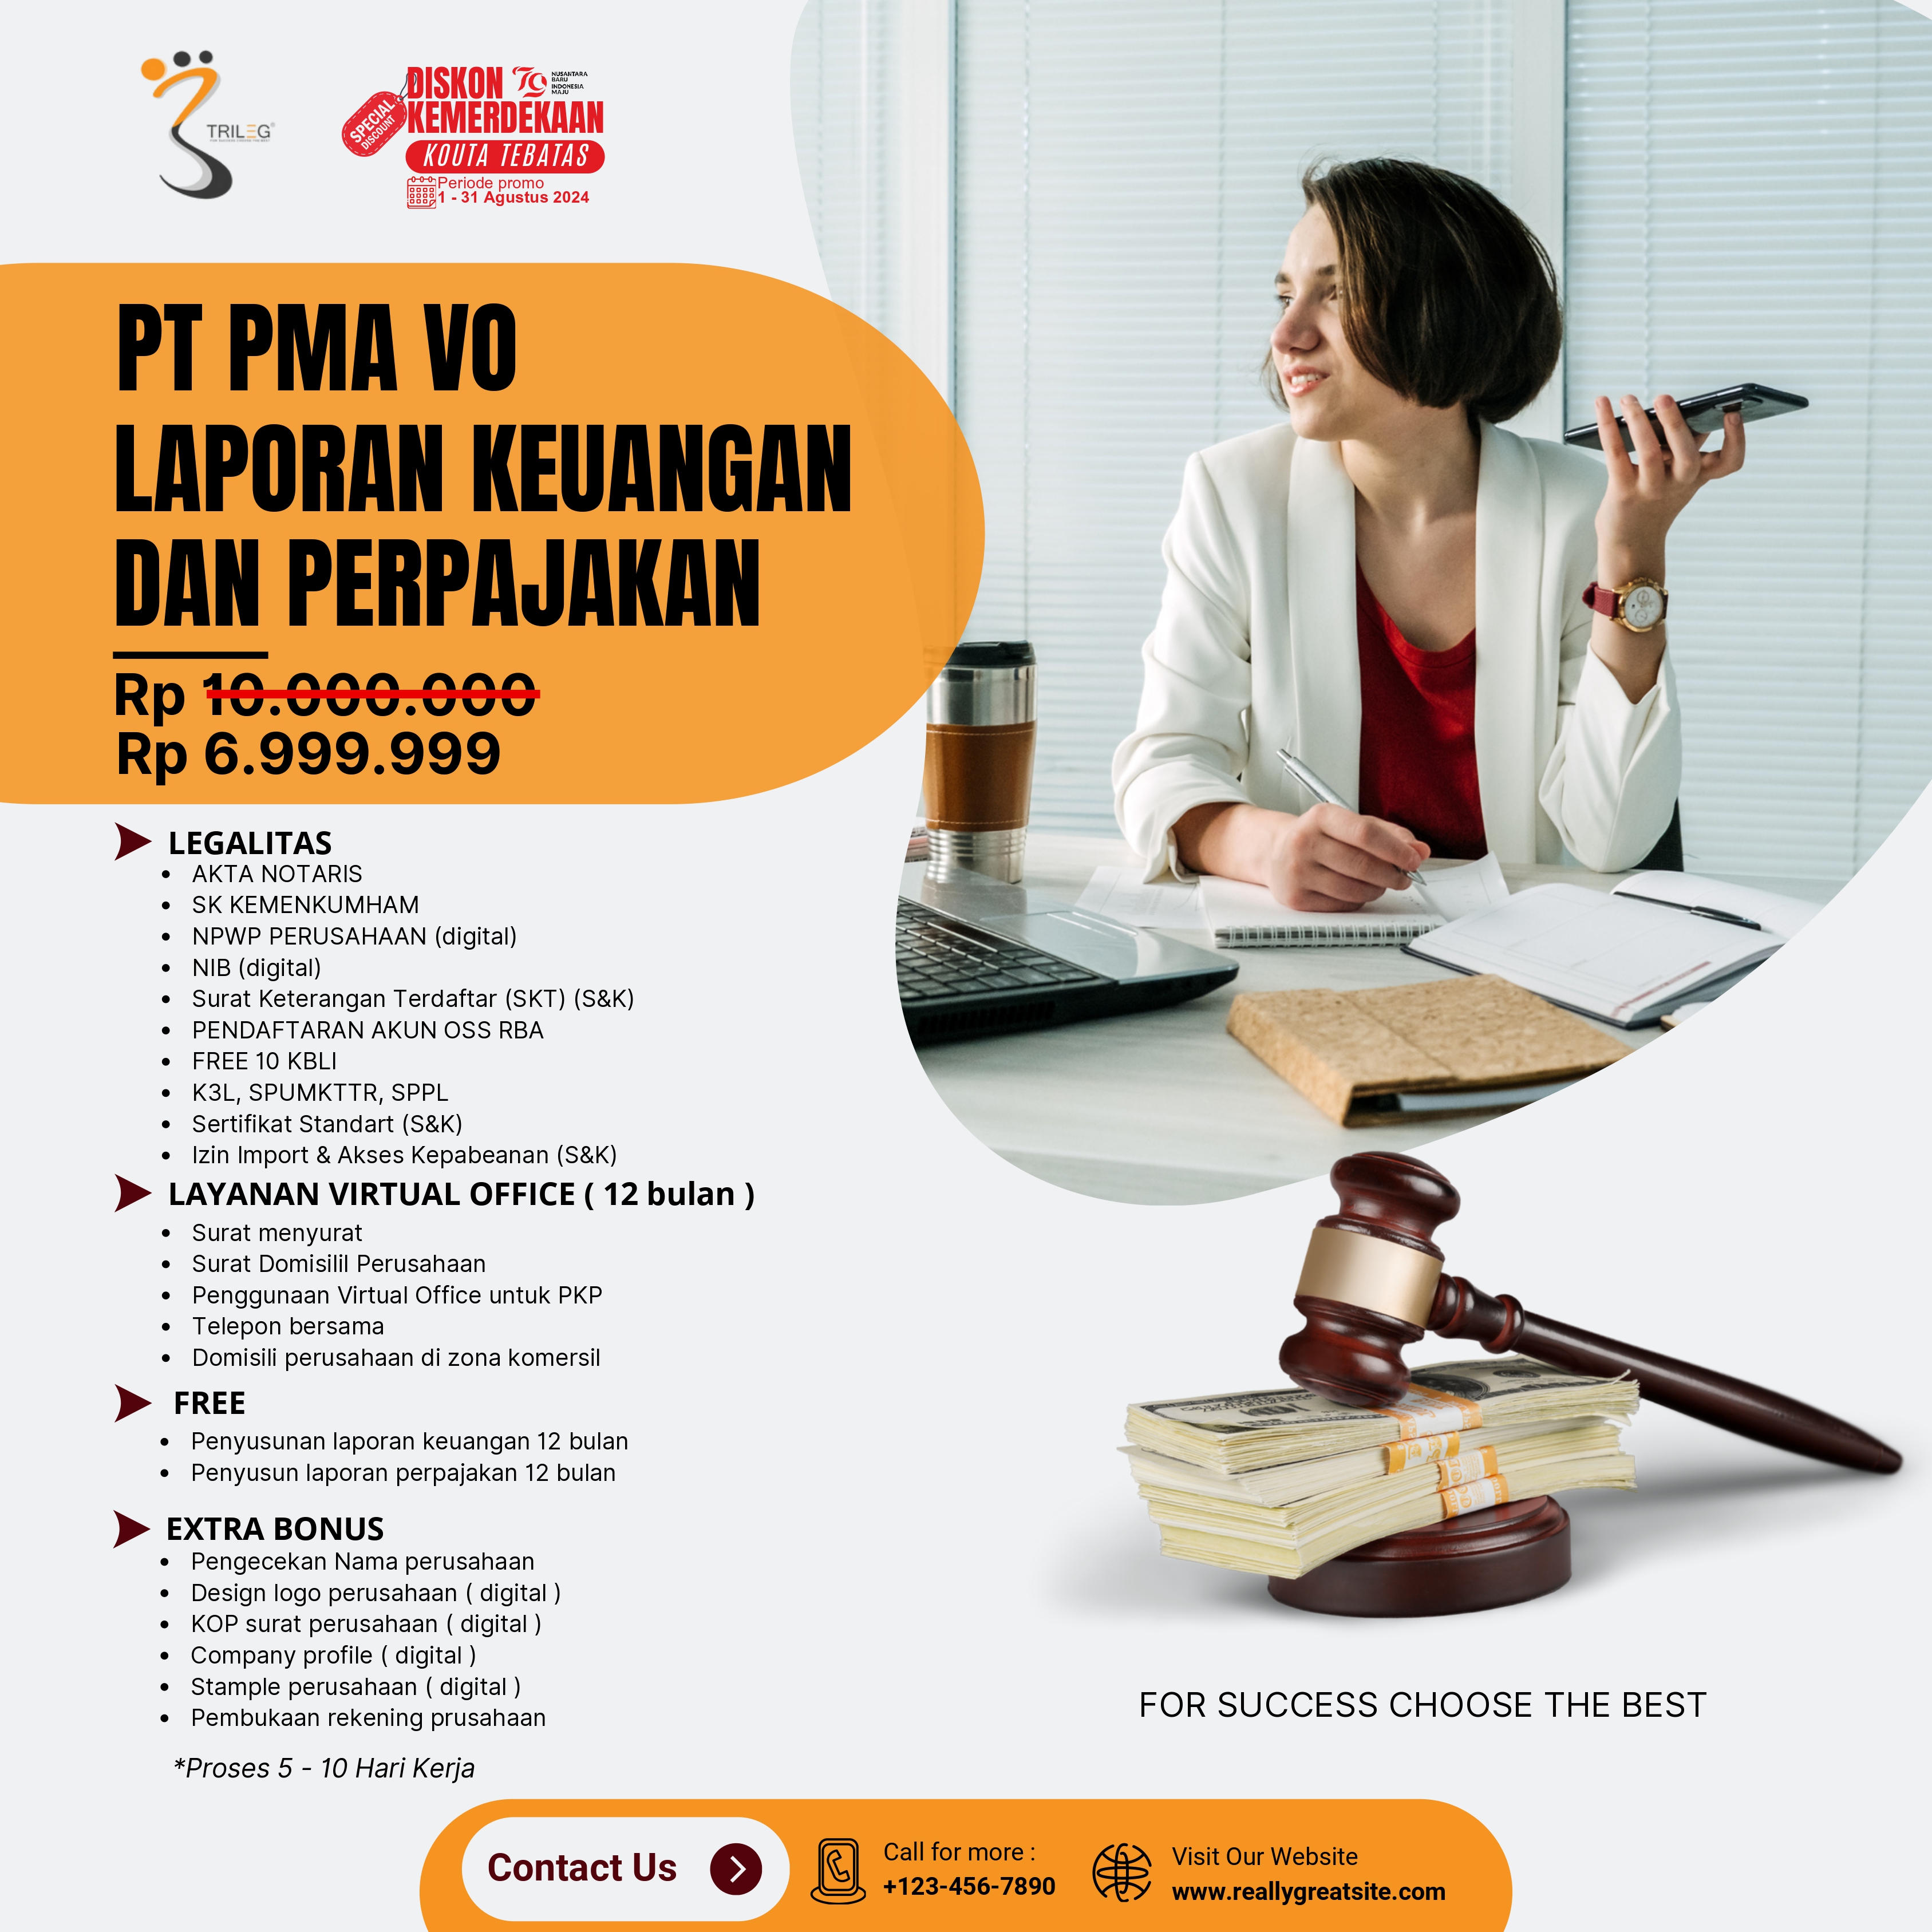 TRILEG®
SPECIAL
DISCOUNT
DISKON
KEMERDEKAAN
79
NUSANTARA
BARU
INDONESIA
MAJU
KOUTA TEBATAS
Periode promo
1 - 31 Agustus 2024
PT PMA VO
LAPORAN KEUANGAN
DAN PERPAJAKAN
Rp 10.000.000
Rp 6.999.999
LEGALITAS
• AKTA NOTARIS
• SK KEMENKUMHAM
• NPWP PERUSAHAAN (digital)
• NIB (digital)
• Surat Keterangan Terdaftar (SKT) (S&K)
• PENDAFTARAN AKUN OSS RBA
• FREE 10 KBLI
• K3L, SPUMKTTR, SPPL
• Sertifikat Standart (S&K)
• Izin Import & Akses Kepabeanan (S&K)
LAYANAN VIRTUAL OFFICE ( 12 bulan )
• Surat menyurat
• Surat Domisilil Perusahaan
• Penggunaan Virtual Office untuk PKP
• Telepon bersama
• Domisili perusahaan di zona komersil
FREE
• Penyusunan laporan keuangan 12 bulan
• Penyusun laporan perpajakan 12 bulan
EXTRA BONUS
• Pengecekan Nama perusahaan
• Design logo perusahaan ( digital )
• KOP surat perusahaan ( digital )
• Company profile ( digital )
• Stample perusahaan ( digital )
• Pembukaan rekening prusahaan
*Proses 5 - 10 Hari Kerja
FOR SUCCESS CHOOSE THE BEST
Contact Us
Call for more :
+123-456-7890
Visit Our Website
www.reallygreatsite.com